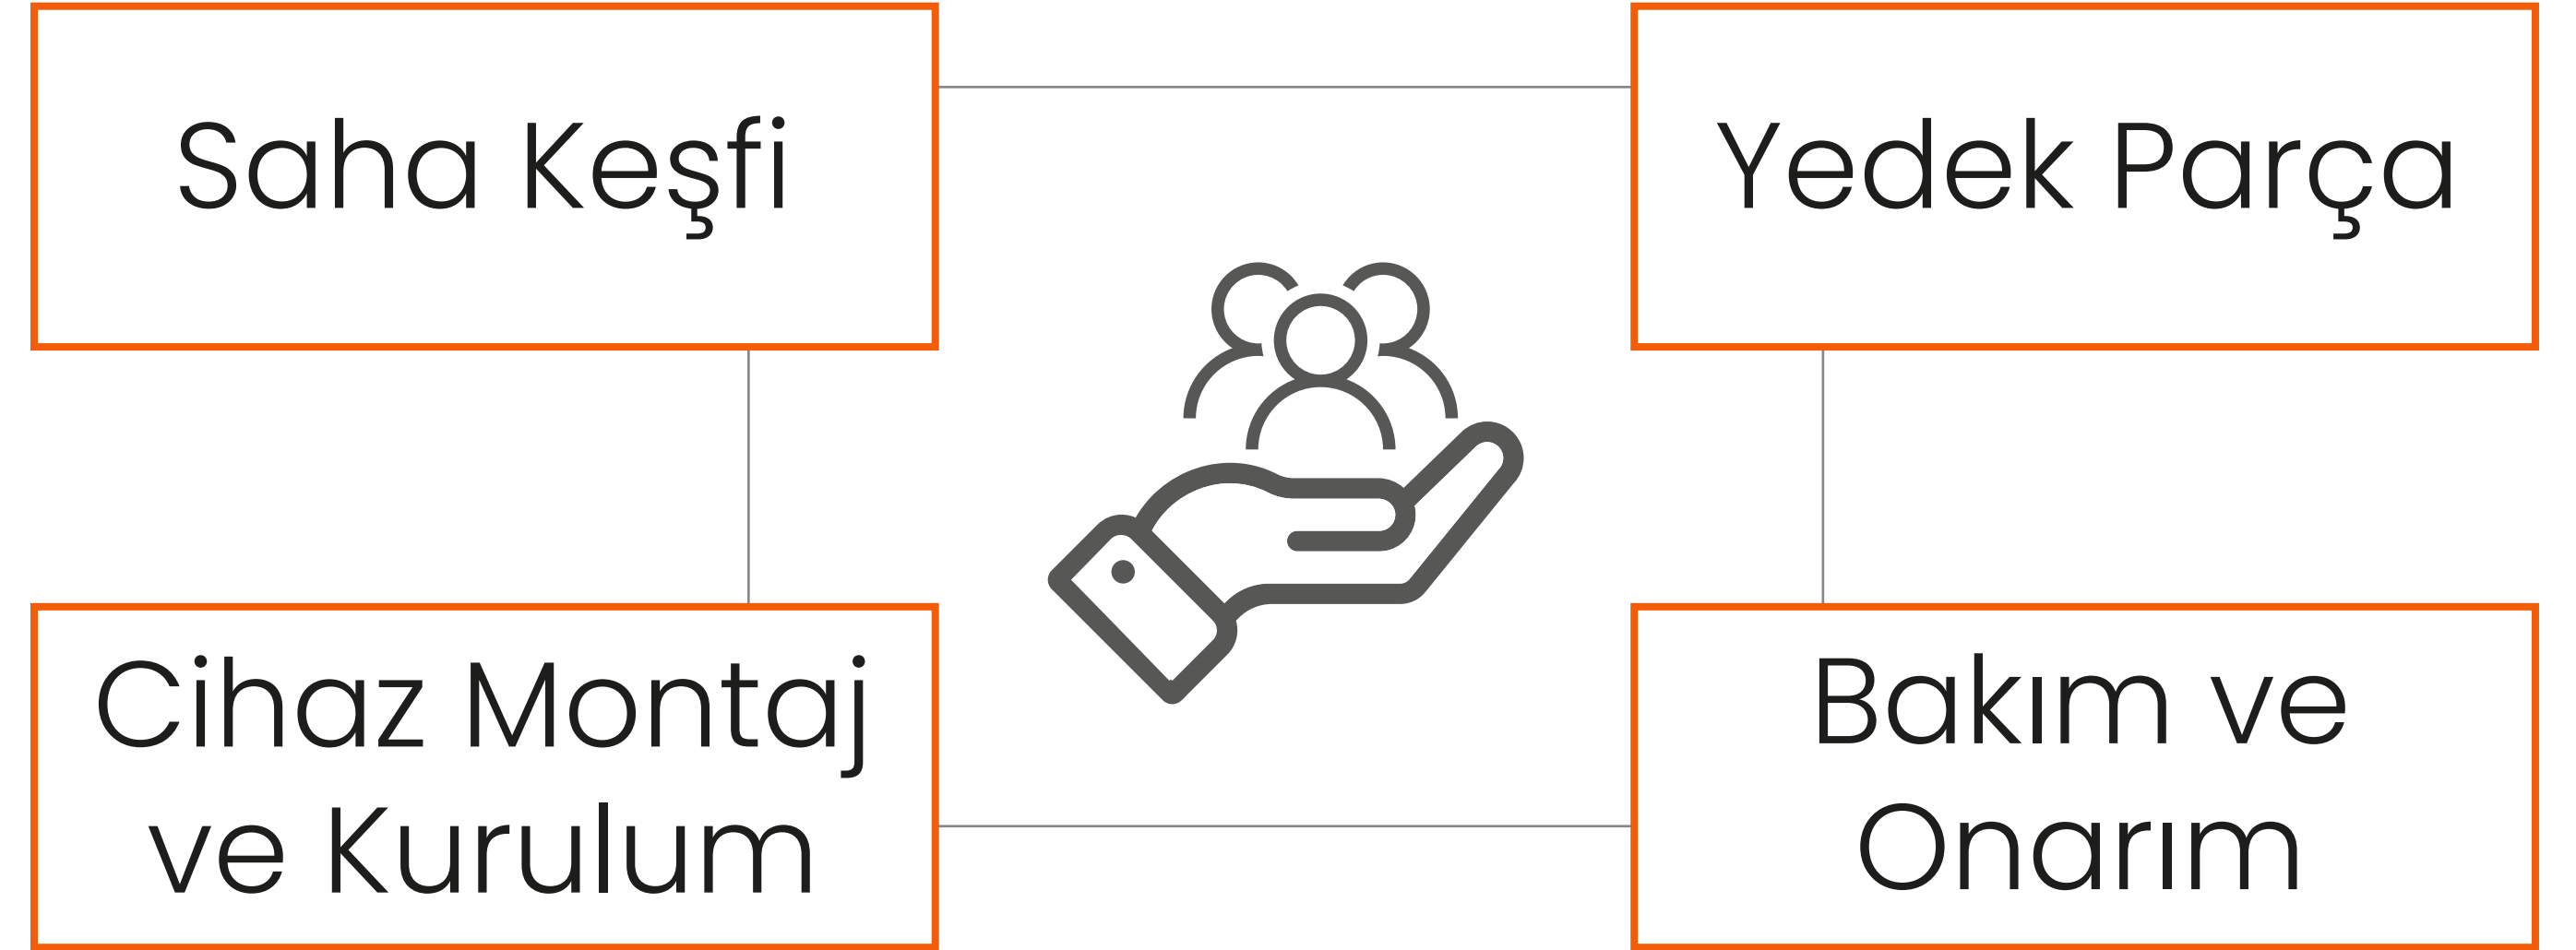 Saha Keşfi
Yedek Parça
Cihaz Montaj
ve Kurulum
Bakım ve
Onarım